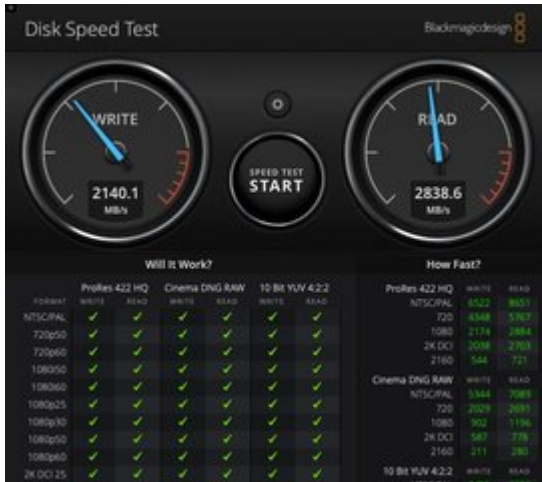 Disk Speed Test
Blackmagicdesign
WRITE
2140.1
MB/s
SPEED TEST
START
READ
2838.6
MB/s
Will It Work?
ProRes 422 HQ Cinema DNG RAW 10 Bit YUV 4:2:2
FORMAT WRITE READ WRITE READ WRITE READ
NTSC/PAL ✓ ✓ ✓ ✓ ✓ ✓
720p50 ✓ ✓ ✓ ✓ ✓ ✓
720p60 ✓ ✓ ✓ ✓ ✓ ✓
1080i50 ✓ ✓ ✓ ✓ ✓ ✓
1080i60 ✓ ✓ ✓ ✓ ✓ ✓
1080p25 ✓ ✓ ✓ ✓ ✓ ✓
1080p30 ✓ ✓ ✓ ✓ ✓ ✓
1080p50 ✓ ✓ ✓ ✓ ✓ ✓
1080p60 ✓ ✓ ✓ ✓ ✓ ✓
2K DCI 25 ✓ ✓ ✓ ✓ ✓ ✓
How Fast?
ProRes 422 HQ WRITE READ
NTSC/PAL 6522 8651
720 4348 5767
1080 2174 2884
2K DCI 2038 2703
2160 544 721
Cinema DNG RAW WRITE READ
NTSC/PAL 5344 7089
720 2029 2691
1080 902 1196
2K DCI 587 778
2160 211 280
10 Bit YUV 4:2:2 WRITE READ